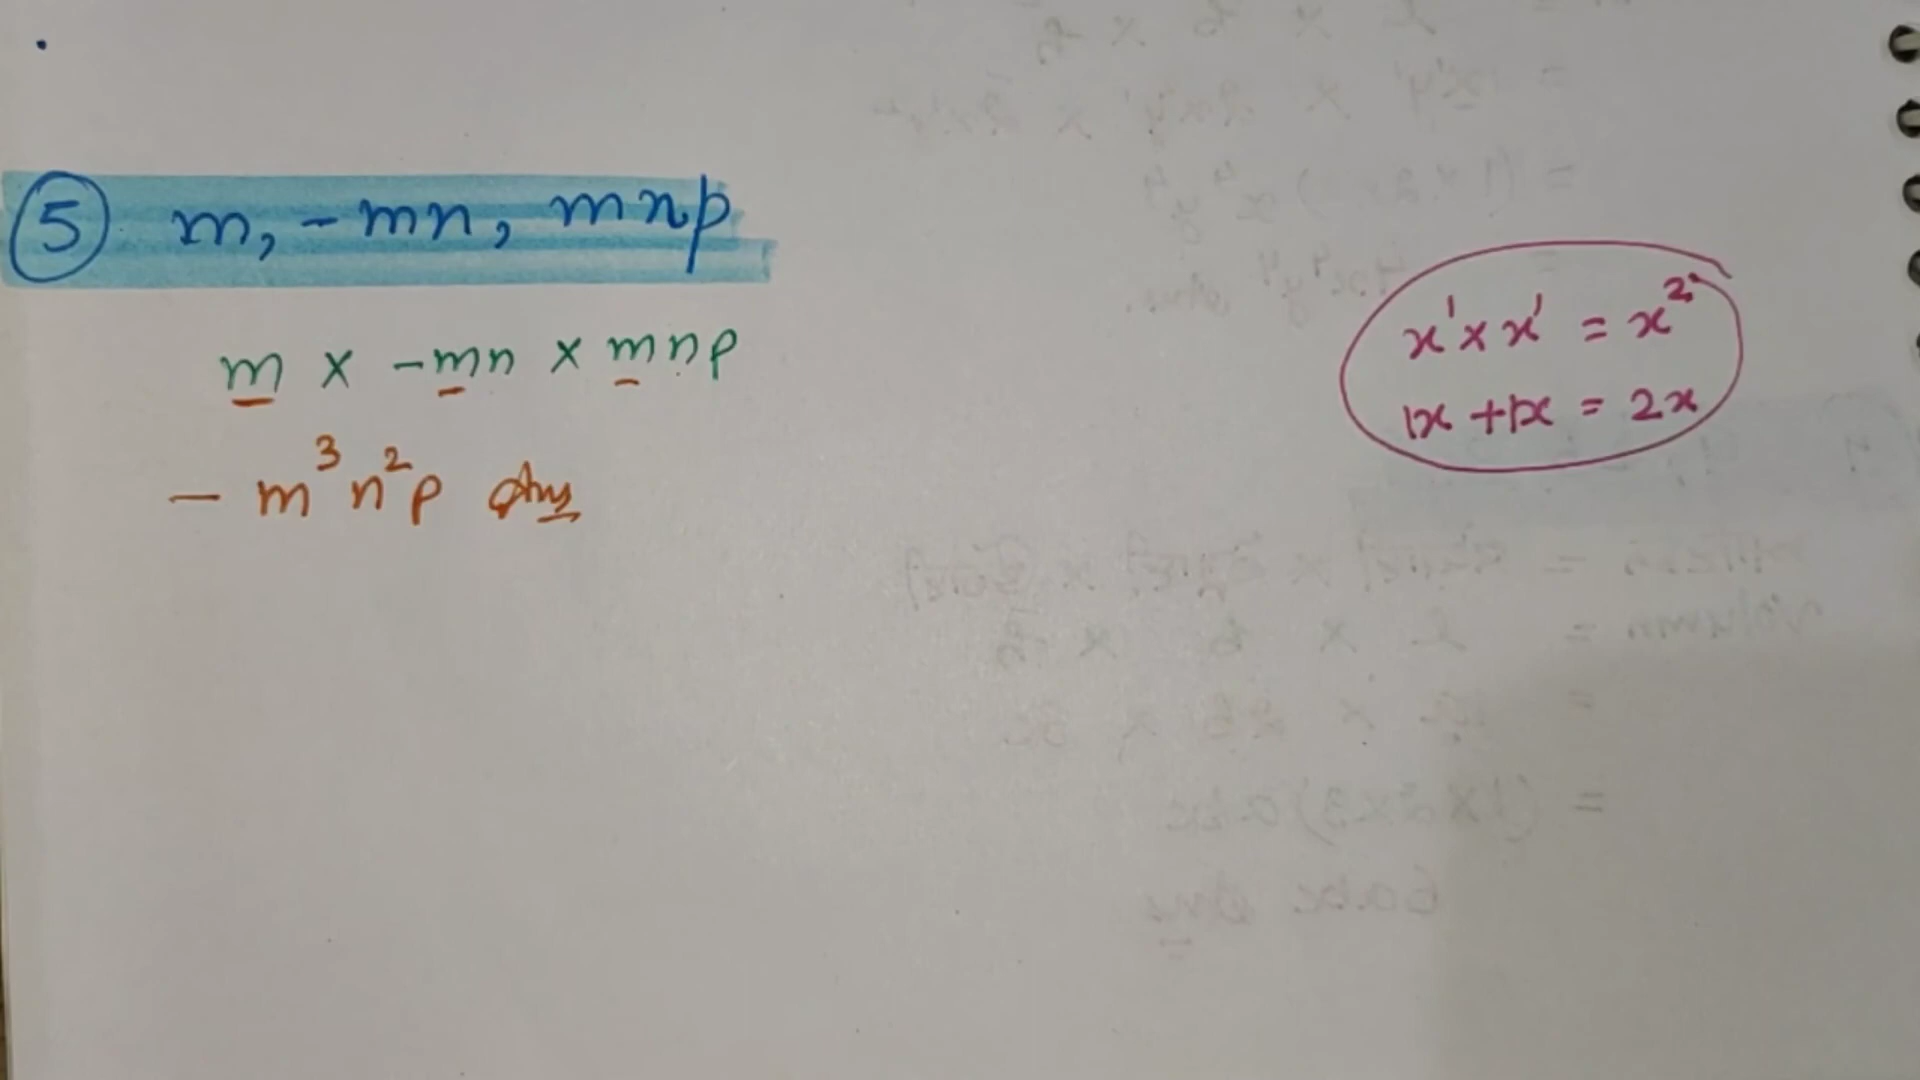 5 m, - mn, mnp
m x - mn x mnp
- m³n²p Ans
x¹ x x¹ = x²
1x + 1x = 2x